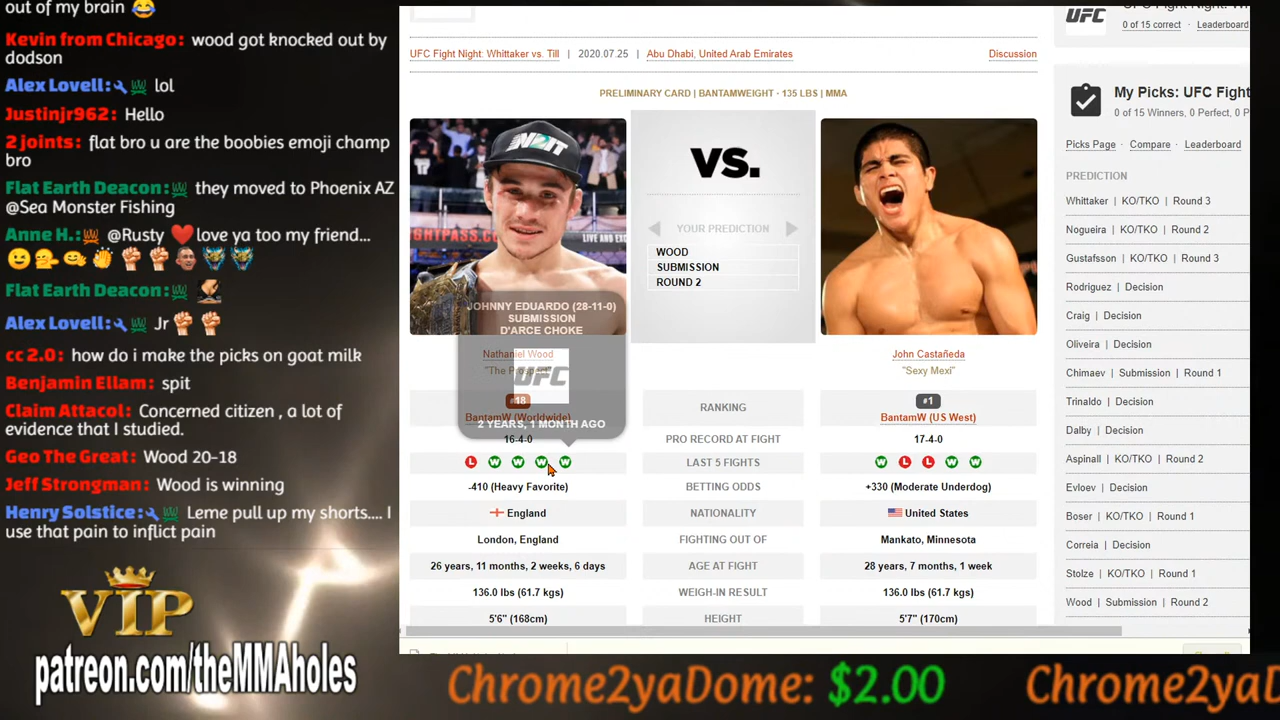 out of my brain 😂
Kevin from Chicago: wood got knocked out by
dodson
Alex Lovell: lol
Justinjr962: Hello
2 joints: flat bro u are the boobies emoji champ
bro
Flat Earth Deacon: they moved to Phoenix AZ
@Sea Monster Fishing
Anne H.: @Rusty ❤️love ya too my friend...
Flat Earth Deacon:
Alex Lovell: Jr
cc 2.0: how do i make the picks on goat milk
Benjamin Ellam: spit
Claim Attacol: Concerned citizen , a lot of
evidence that I studied.
Geo The Great: Wood 20-18
Jeff Strongman: Wood is winning
Henry Solstice: Leme pull up my shorts.... I
use that pain to inflict pain
VIP
patreon.com/theMMAholes
UFC Fight Night: Whittaker vs. Till | 2020.07.25 | Abu Dhabi, United Arab Emirates
Discussion
PRELIMINARY CARD | BANTAMWEIGHT · 135 LBS | MMA
VS.
YOUR PREDICTION
WOOD
SUBMISSION
ROUND 2
JOHNNY EDUARDO (28-11-0)
SUBMISSION
D'ARCE CHOKE
UFC
2 YEARS, 1 MONTH AGO
Nathaniel Wood
"The Prospect"
John Castañeda
"Sexy Mexi"
#18
BantamW (Worldwide)
RANKING
#1
BantamW (US West)
16-4-0 PRO RECORD AT FIGHT 17-4-0
L W W W W LAST 5 FIGHTS W L L W W
-410 (Heavy Favorite) BETTING ODDS +330 (Moderate Underdog)
England NATIONALITY United States
London, England FIGHTING OUT OF Mankato, Minnesota
26 years, 11 months, 2 weeks, 6 days AGE AT FIGHT 28 years, 7 months, 1 week
136.0 lbs (61.7 kgs) WEIGH-IN RESULT 136.0 lbs (61.7 kgs)
5'6" (168cm) HEIGHT 5'7" (170cm)
UFC
0 of 15 correct · Leaderboard
My Picks: UFC Fight
0 of 15 Winners, 0 Perfect, 0 P
Picks Page · Compare · Leaderboard
PREDICTION
Whittaker | KO/TKO | Round 3
Nogueira | KO/TKO | Round 2
Gustafsson | KO/TKO | Round 3
Rodriguez | Decision
Craig | Decision
Oliveira | Decision
Chimaev | Submission | Round 1
Trinaldo | Decision
Dalby | Decision
Aspinall | KO/TKO | Round 2
Evloev | Decision
Boser | KO/TKO | Round 1
Correia | Decision
Stolze | KO/TKO | Round 1
Wood | Submission | Round 2
Chrome2yaDome: $2.00
Chrome2yaD